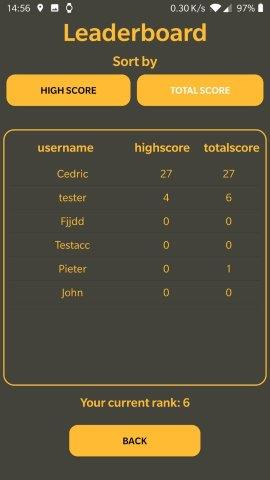 14:56 0.30 K/s 97%
Leaderboard
Sort by
HIGH SCORE TOTAL SCORE
username highscore totalscore
Cedric 27 27
tester 4 6
Fjjdd 0 0
Testacc 0 0
Pieter 0 1
John 0 0
Your current rank: 6
BACK